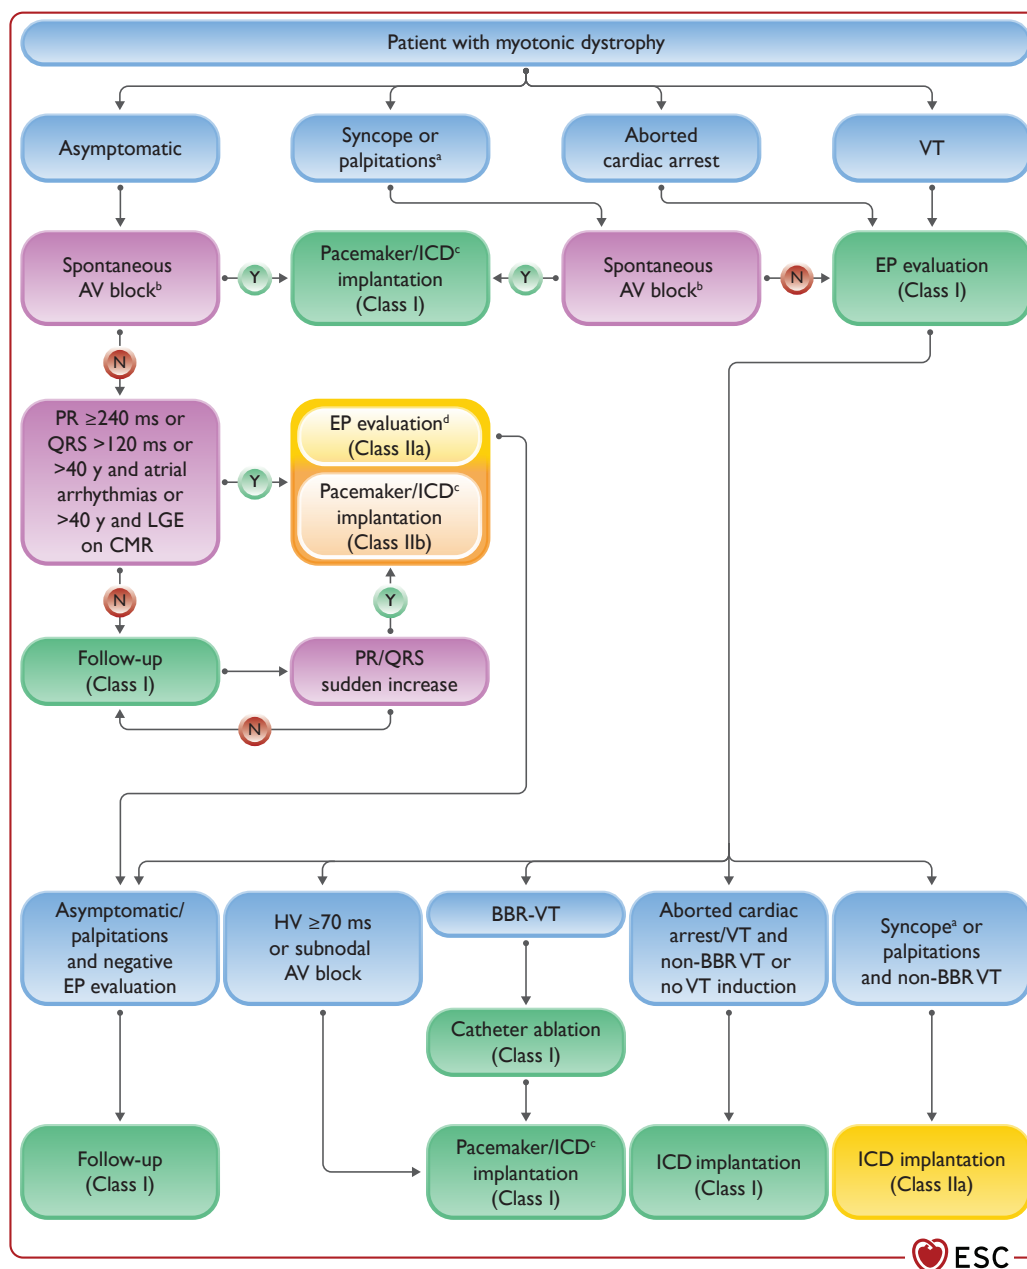 Patient with myotonic dystrophy
Asymptomatic
Syncope or
palpitationsᵃ
Aborted
cardiac arrest
VT
Spontaneous
AV blockᵇ
Y
Pacemaker/ICDᶜ
implantation
(Class I)
Y
Spontaneous
AV blockᵇ
N
EP evaluation
(Class I)
N
PR ≥240 ms or
QRS >120 ms or
>40 y and atrial
arrhythmias or
>40 y and LGE
on CMR
Y
EP evaluationᵈ
(Class IIa)
Pacemaker/ICDᶜ
implantation
(Class IIb)
N
Y
Follow-up
(Class I)
PR/QRS
sudden increase
N
Asymptomatic/
palpitations
and negative
EP evaluation
HV ≥70 ms
or subnodal
AV block
BBR-VT
Aborted cardiac
arrest/VT and
non-BBR VT or
no VT induction
Syncopeᵃ or
palpitations
and non-BBR VT
Catheter ablation
(Class I)
Follow-up
(Class I)
Pacemaker/ICDᶜ
implantation
(Class I)
ICD implantation
(Class I)
ICD implantation
(Class IIa)
ESC